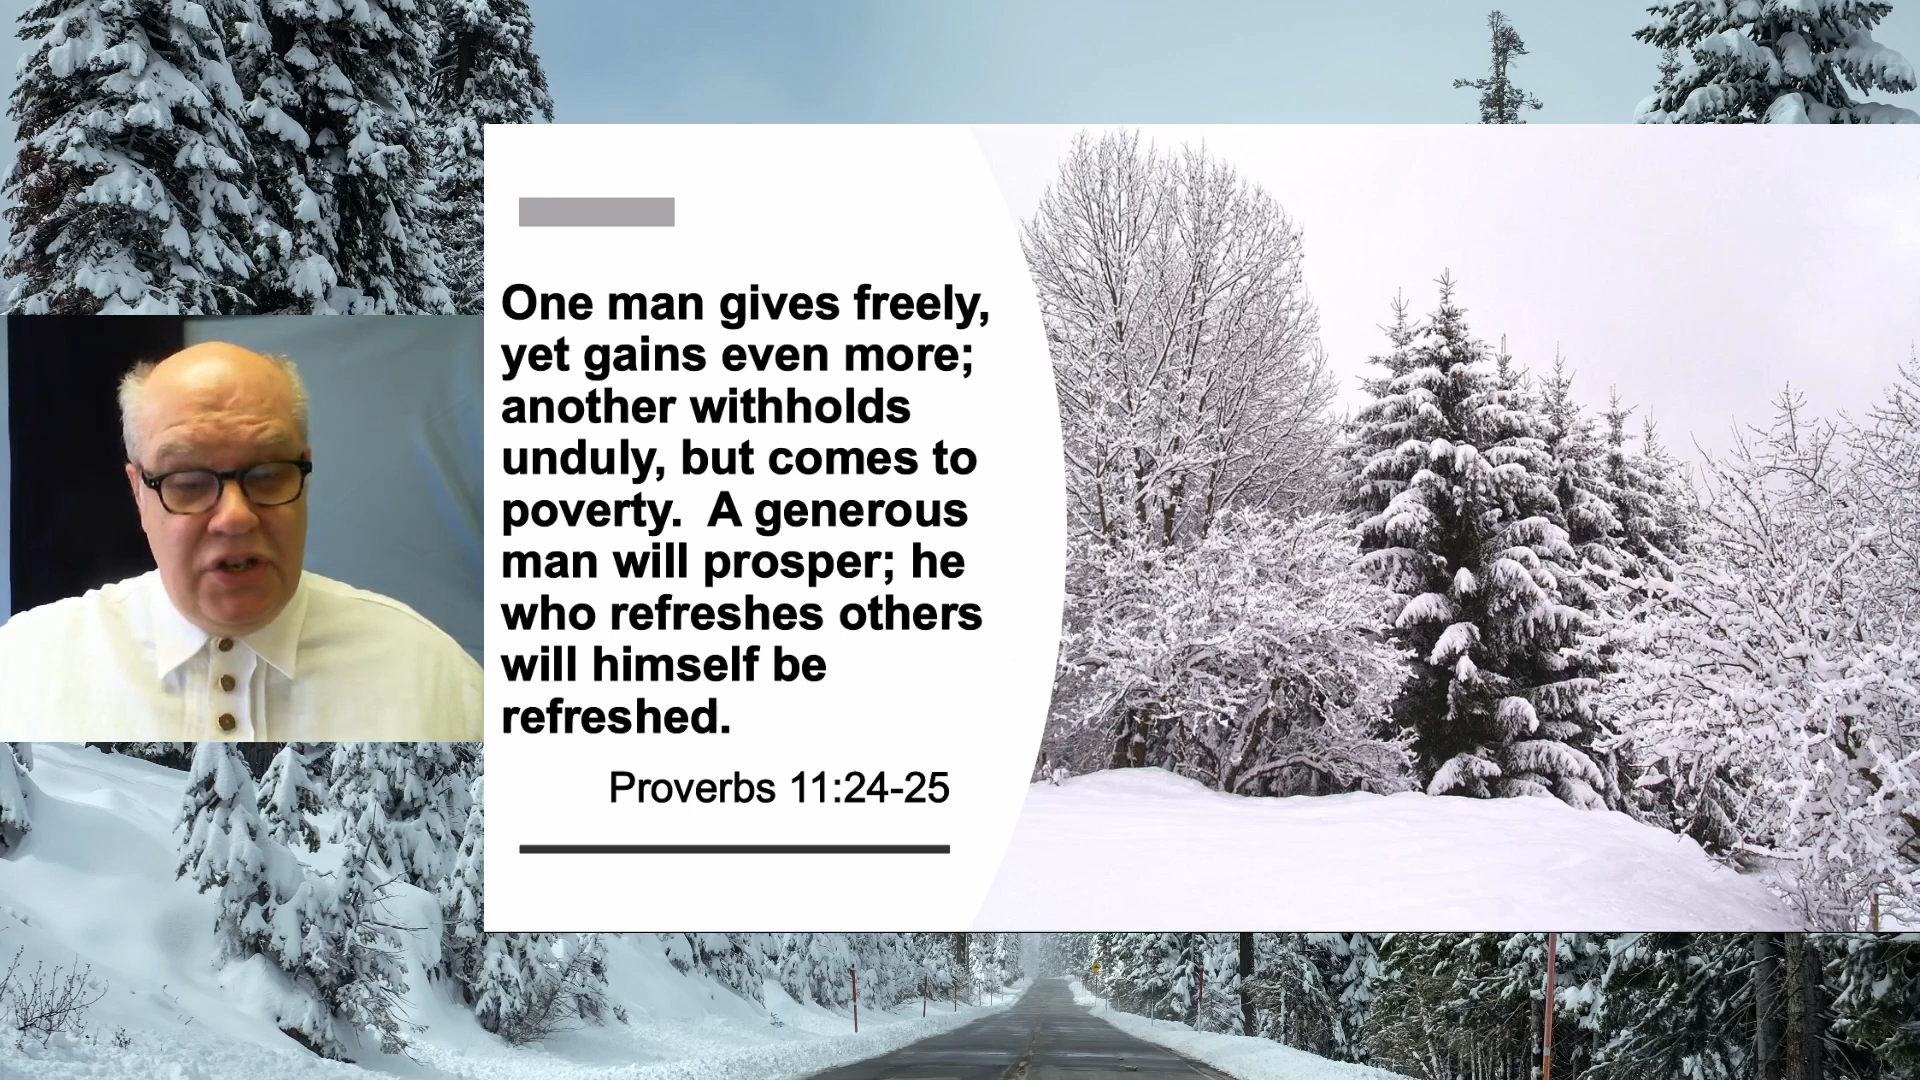 One man gives freely,
yet gains even more;
another withholds
unduly, but comes to
poverty.  A generous
man will prosper; he
who refreshes others
will himself be
refreshed.
Proverbs 11:24-25